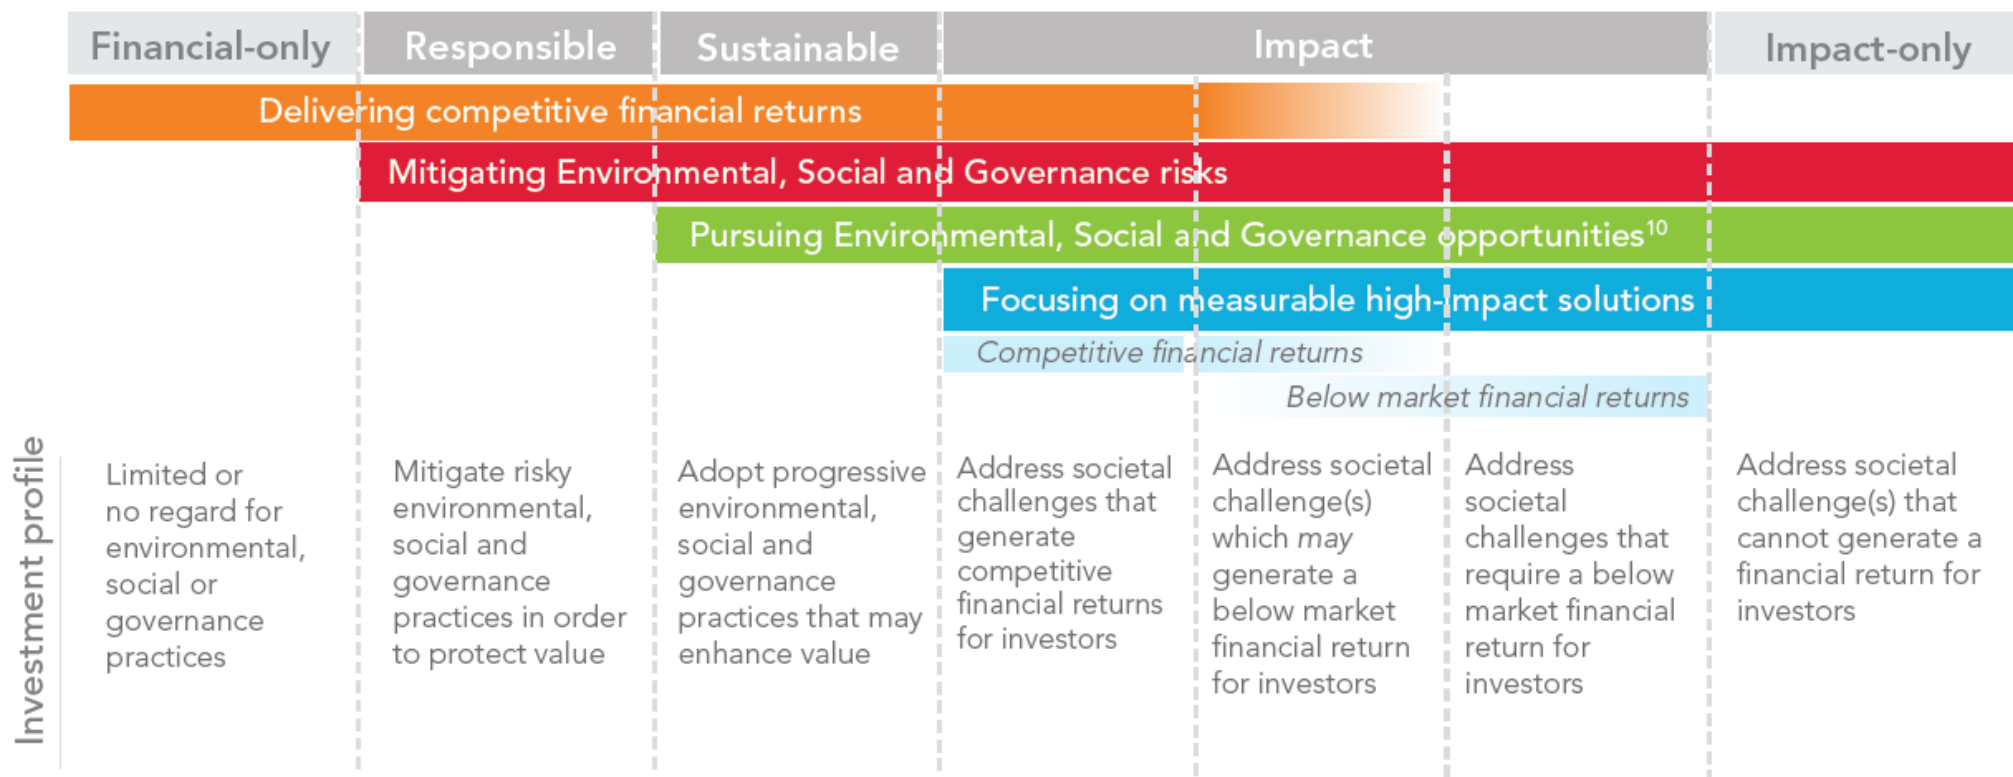 Financial-only
Responsible
Sustainable
Impact
Impact-only
Delivering competitive financial returns
Mitigating Environmental, Social and Governance risks
Pursuing Environmental, Social and Governance opportunities10
Focusing on measurable high-impact solutions
Competitive financial returns
Below market financial returns
Investment profile
Limited or
no regard for
environmental,
social or
governance
practices
Mitigate risky
environmental,
social and
governance
practices in order
to protect value
Adopt progressive
environmental,
social and
governance
practices that may
enhance value
Address societal
challenges that
generate
competitive
financial returns
for investors
Address societal
challenge(s)
which may
generate a
below market
financial return
for investors
Address
societal
challenges that
require a below
market financial
return for
investors
Address societal
challenge(s) that
cannot generate a
financial return for
investors